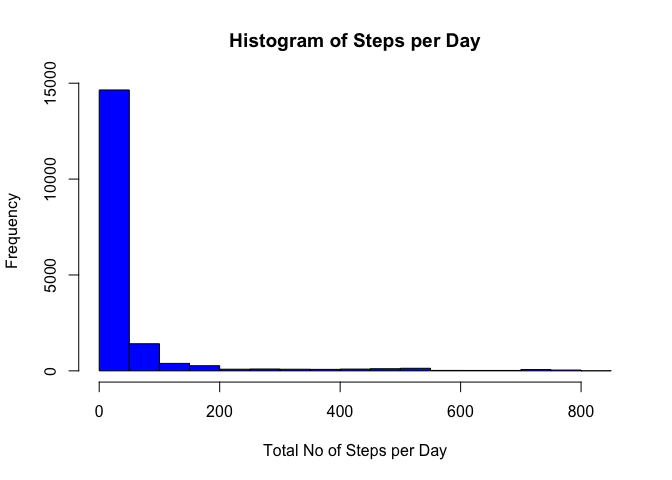 Histogram of Steps per Day
15000
10000
5000
0
Frequency
0 200 400 600 800
Total No of Steps per Day